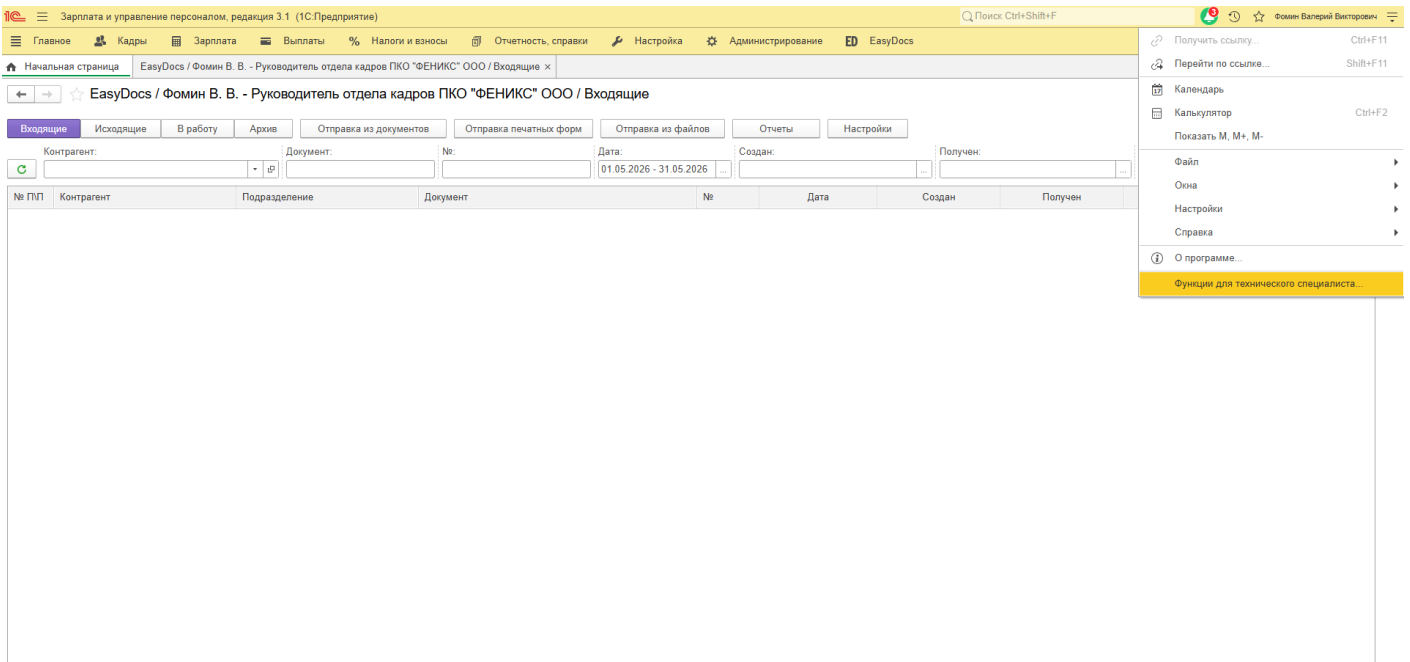 1С Зарплата и управление персоналом, редакция 3.1 (1С:Предприятие) Поиск Ctrl+Shift+F 3 Фомин Валерий Викторович
Главное Кадры Зарплата Выплаты % Налоги и взносы Отчетность, справки Настройка Администрирование ED EasyDocs
Начальная страница EasyDocs / Фомин В. В. - Руководитель отдела кадров ПКО "ФЕНИКС" ООО / Входящие ×
EasyDocs / Фомин В. В. - Руководитель отдела кадров ПКО "ФЕНИКС" ООО / Входящие
Входящие Исходящие В работу Архив Отправка из документов Отправка печатных форм Отправка из файлов Отчеты Настройки
Контрагент: Документ: №: Дата: Создан: Получен:
01.05.2026 - 31.05.2026 ... ... ...
№ П\П Контрагент Подразделение Документ № Дата Создан Получен
Получить ссылку... Ctrl+F11
Перейти по ссылке... Shift+F11
17 Календарь
Калькулятор Ctrl+F2
Показать M, M+, M-
Файл
Окна
Настройки
Справка
О программе...
Функции для технического специалиста...